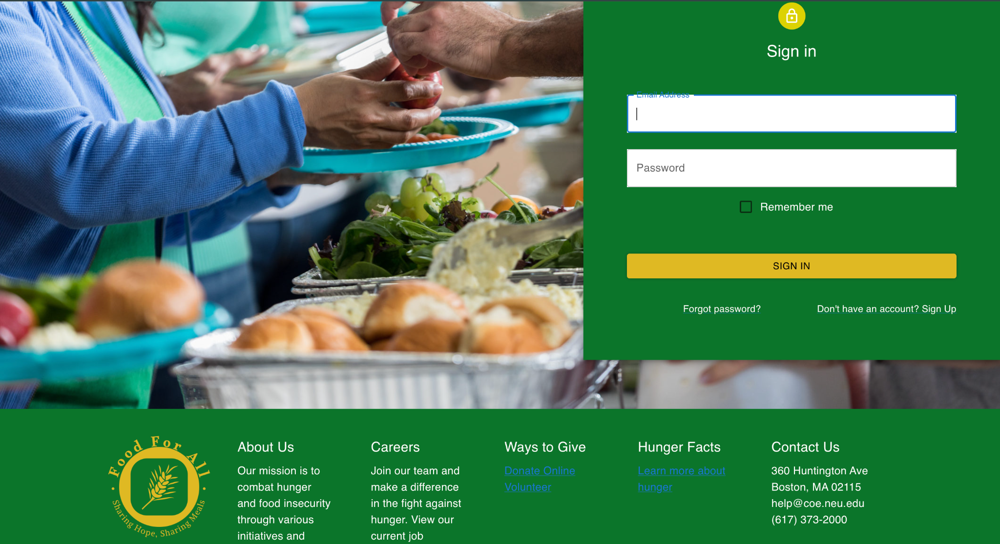 Sign in
Email Address
Password
Remember me
SIGN IN
Forgot password?
Don't have an account? Sign Up
Food For All
Sharing Hope, Sharing Meals
About Us
Our mission is to
combat hunger
and food insecurity
through various
initiatives and
Careers
Join our team and
make a difference
in the fight against
hunger. View our
current job
Ways to Give
Donate Online
Volunteer
Hunger Facts
Learn more about
hunger
Contact Us
360 Huntington Ave
Boston, MA 02115
help@coe.neu.edu
(617) 373-2000